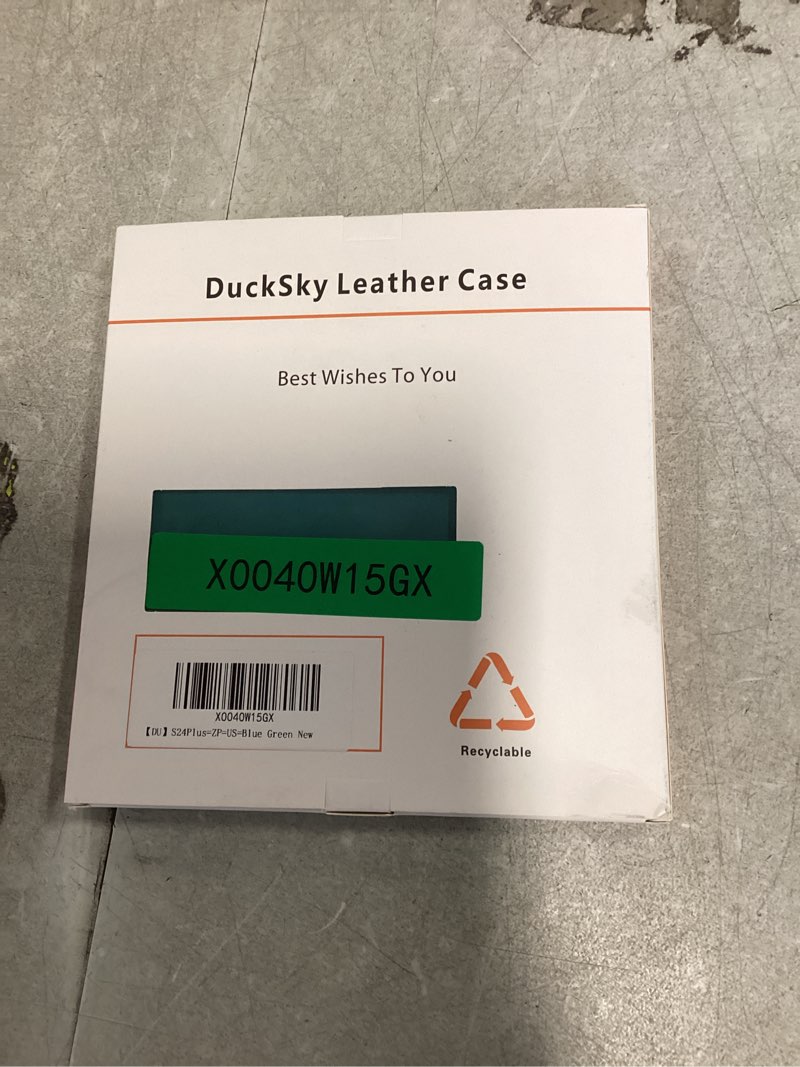 DuckSky Leather Case
Best Wishes To You
X0040W15GX
X0040W15GX
【DU】S24Plus=ZP=US=Blue Green New
Recyclable